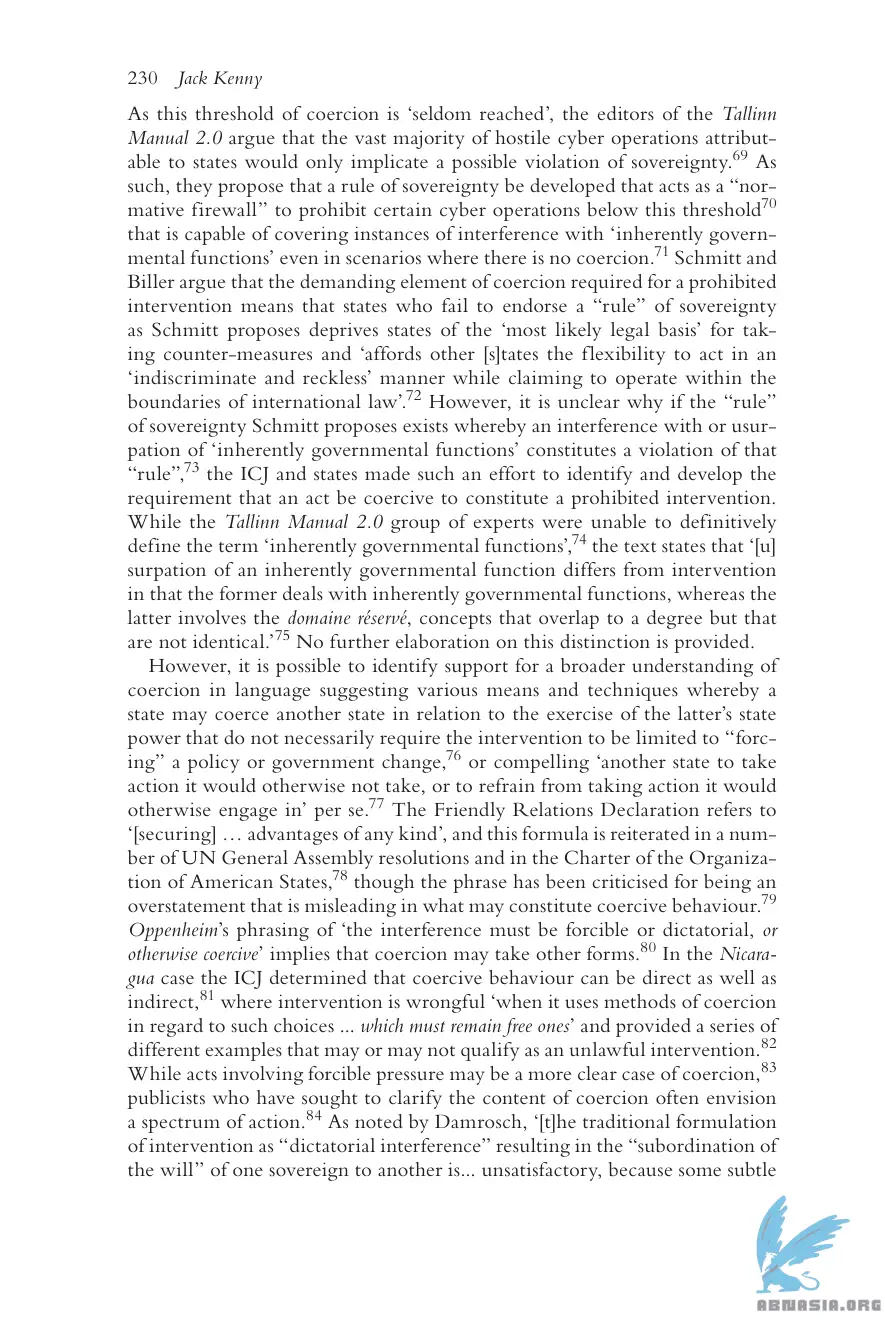 230 Jack Kenny
As this threshold of coercion is ‘seldom reached’, the editors of the Tallinn
Manual 2.0 argue that the vast majority of hostile cyber operations attribut-
able to states would only implicate a possible violation of sovereignty.69 As
such, they propose that a rule of sovereignty be developed that acts as a “nor-
mative firewall” to prohibit certain cyber operations below this threshold70
that is capable of covering instances of interference with ‘inherently govern-
mental functions’ even in scenarios where there is no coercion.71 Schmitt and
Biller argue that the demanding element of coercion required for a prohibited
intervention means that states who fail to endorse a “rule” of sovereignty
as Schmitt proposes deprives states of the ‘most likely legal basis’ for tak-
ing counter-measures and ‘affords other [s]tates the flexibility to act in an
‘indiscriminate and reckless’ manner while claiming to operate within the
boundaries of international law’.72 However, it is unclear why if the “rule”
of sovereignty Schmitt proposes exists whereby an interference with or usur-
pation of ‘inherently governmental functions’ constitutes a violation of that
“rule”,73 the ICJ and states made such an effort to identify and develop the
requirement that an act be coercive to constitute a prohibited intervention.
While the Tallinn Manual 2.0 group of experts were unable to definitively
define the term ‘inherently governmental functions’,74 the text states that ‘[u]
surpation of an inherently governmental function differs from intervention
in that the former deals with inherently governmental functions, whereas the
latter involves the domaine réservé, concepts that overlap to a degree but that
are not identical.’75 No further elaboration on this distinction is provided.
However, it is possible to identify support for a broader understanding of
coercion in language suggesting various means and techniques whereby a
state may coerce another state in relation to the exercise of the latter’s state
power that do not necessarily require the intervention to be limited to “forc-
ing” a policy or government change,76 or compelling ‘another state to take
action it would otherwise not take, or to refrain from taking action it would
otherwise engage in’ per se.77 The Friendly Relations Declaration refers to
‘[securing] … advantages of any kind’, and this formula is reiterated in a num-
ber of UN General Assembly resolutions and in the Charter of the Organiza-
tion of American States,78 though the phrase has been criticised for being an
overstatement that is misleading in what may constitute coercive behaviour.79
Oppenheim’s phrasing of ‘the interference must be forcible or dictatorial, or
otherwise coercive’ implies that coercion may take other forms.80 In the Nicara-
gua case the ICJ determined that coercive behaviour can be direct as well as
indirect,81 where intervention is wrongful ‘when it uses methods of coercion
in regard to such choices ... which must remain free ones’ and provided a series of
different examples that may or may not qualify as an unlawful intervention.82
While acts involving forcible pressure may be a more clear case of coercion,83
publicists who have sought to clarify the content of coercion often envision
a spectrum of action.84 As noted by Damrosch, ‘[t]he traditional formulation
of intervention as “dictatorial interference” resulting in the “subordination of
the will” of one sovereign to another is... unsatisfactory, because some subtle
ABNASIA.ORG